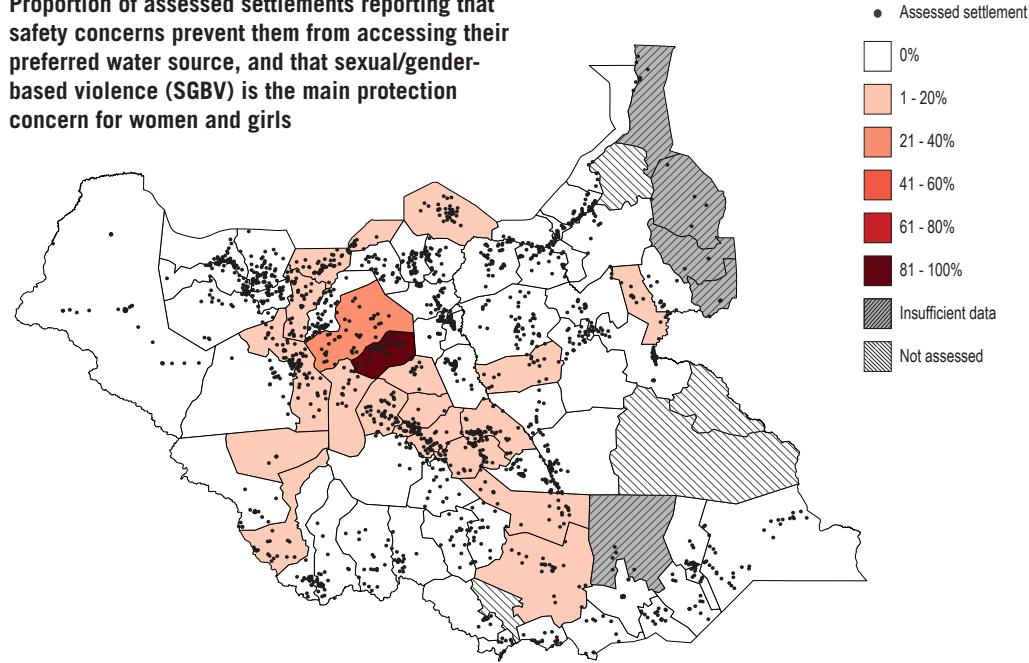 Proportion of assessed settlements reporting that
safety concerns prevent them from accessing their
preferred water source, and that sexual/gender-
based violence (SGBV) is the main protection
concern for women and girls
Assessed settlement
0%
1 - 20%
21 - 40%
41 - 60%
61 - 80%
81 - 100%
Insufficient data
Not assessed